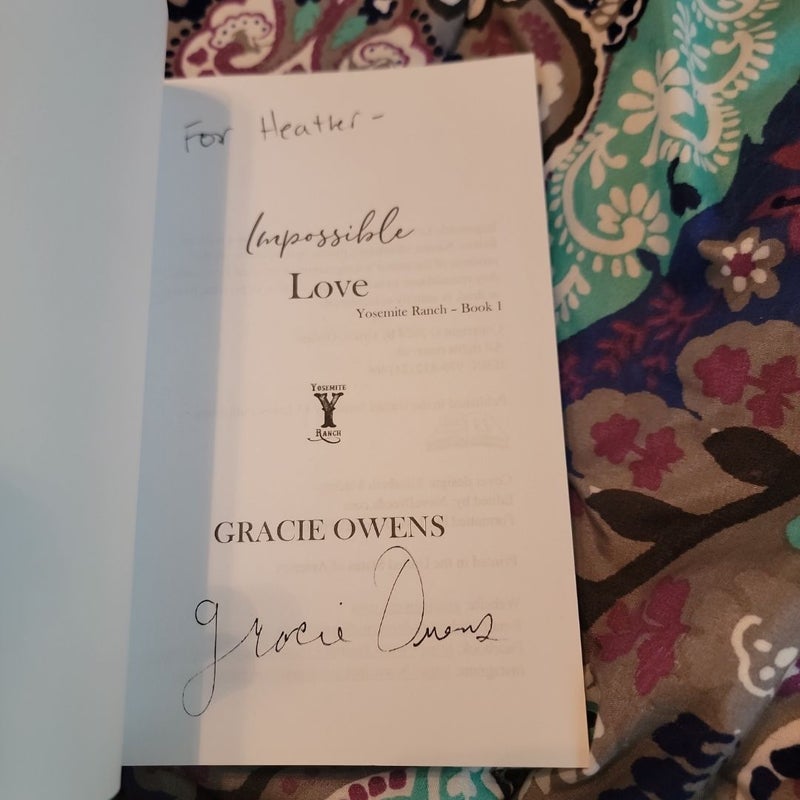 For Heather -
Impossible
Love
Yosemite Ranch – Book 1
YOSEMITE
Y
RANCH
GRACIE OWENS
Gracie Owens